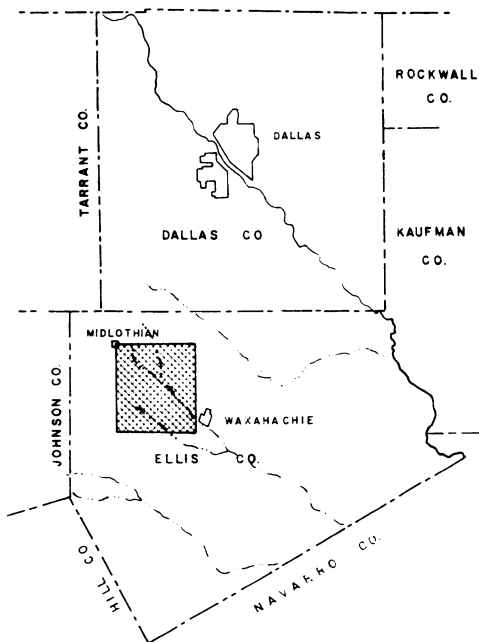 ROCKWALL
CO.
TARRANT CO.
DALLAS
DALLAS CO
KAUFMAN
CO.
MIDLOTHIAN
JOHNSON CO.
WAXAHACHIE
ELLIS CO.
HILL CO
NAVARRO CO.